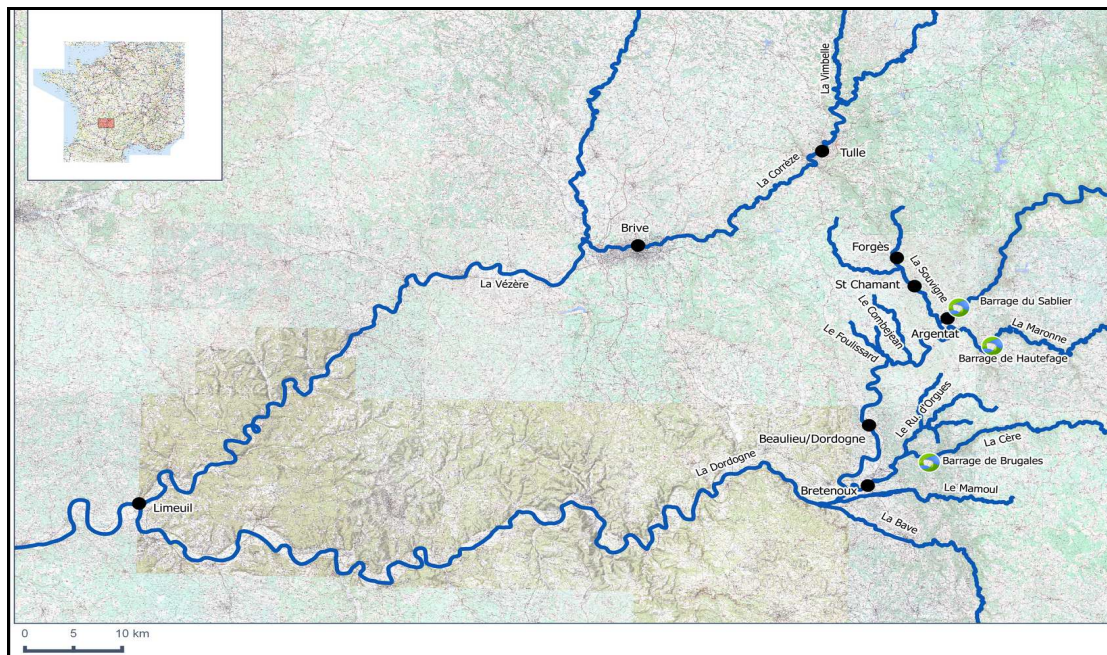 La Vimbelle
Tulle
La Corrèze
Brive
Forgès
La Souvigne
La Vézère
St Chamant
Barrage du Sablier
Le Combejean
Argentat
La Maronne
Le Foulissard
Barrage de Hautefage
Le Ru. d'Orgues
Beaulieu/Dordogne
La Cère
La Dordogne
Barrage de Brugales
Bretenoux
Le Mamoul
Limeuil
La Bave
0 5 10 km